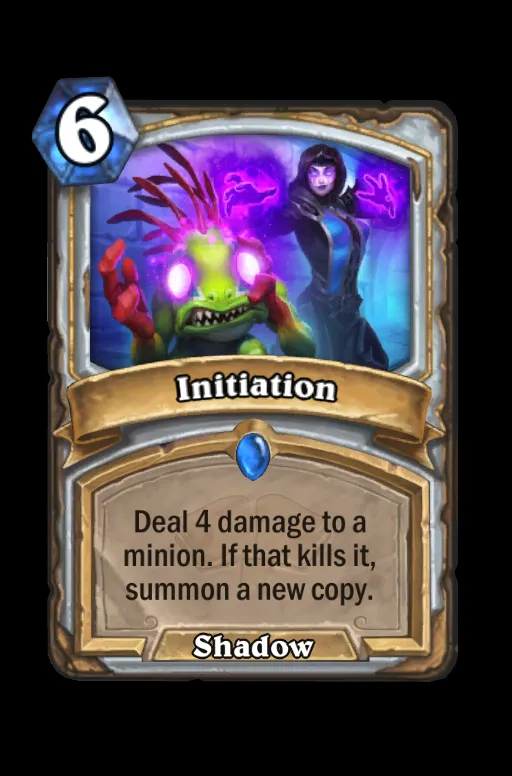 6
Initiation
Deal 4 damage to a
minion. If that kills it,
summon a new copy.
Shadow